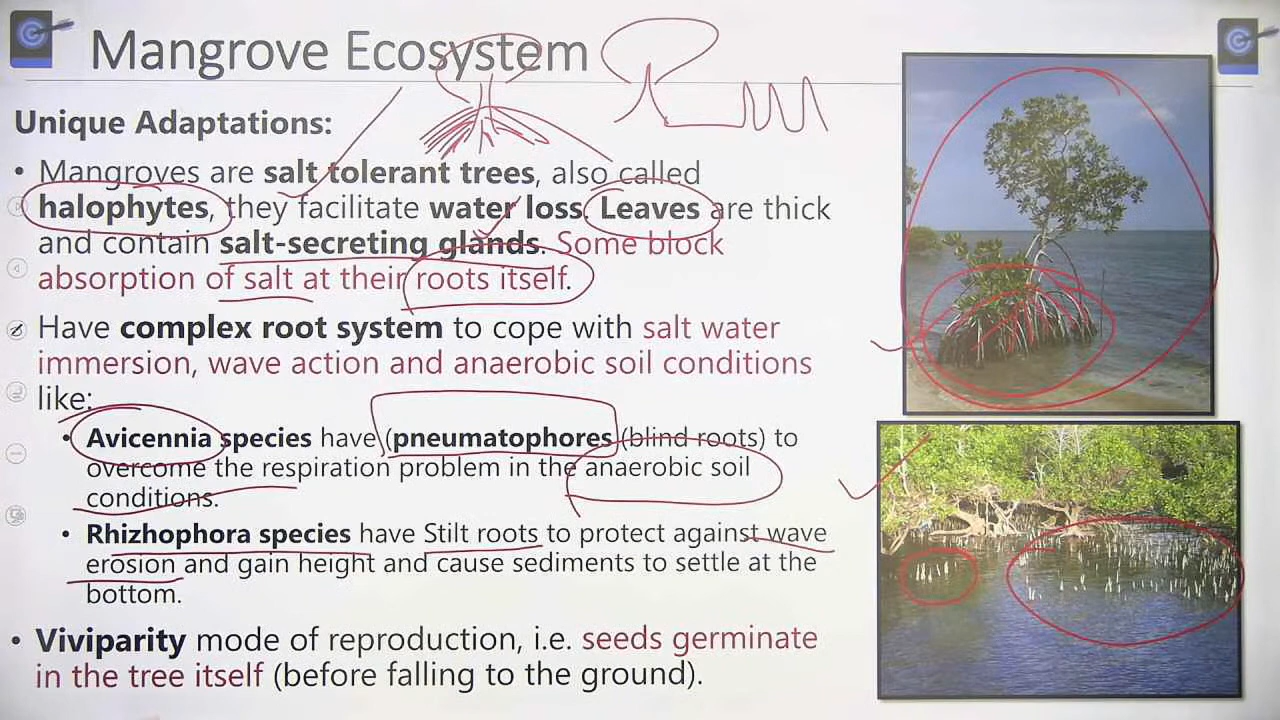 Mangrove Ecosystem
Unique Adaptations:
• Mangroves are salt tolerant trees, also called
halophytes, they facilitate water loss. Leaves are thick
and contain salt-secreting glands. Some block
absorption of salt at their roots itself.
Have complex root system to cope with salt water
immersion, wave action and anaerobic soil conditions
like:
• Avicennia species have (pneumatophores (blind roots) to
overcome the respiration problem in the anaerobic soil
conditions.
• Rhizhophora species have Stilt roots to protect against wave
erosion and gain height and cause sediments to settle at the
bottom.
• Viviparity mode of reproduction, i.e. seeds germinate
in the tree itself (before falling to the ground).